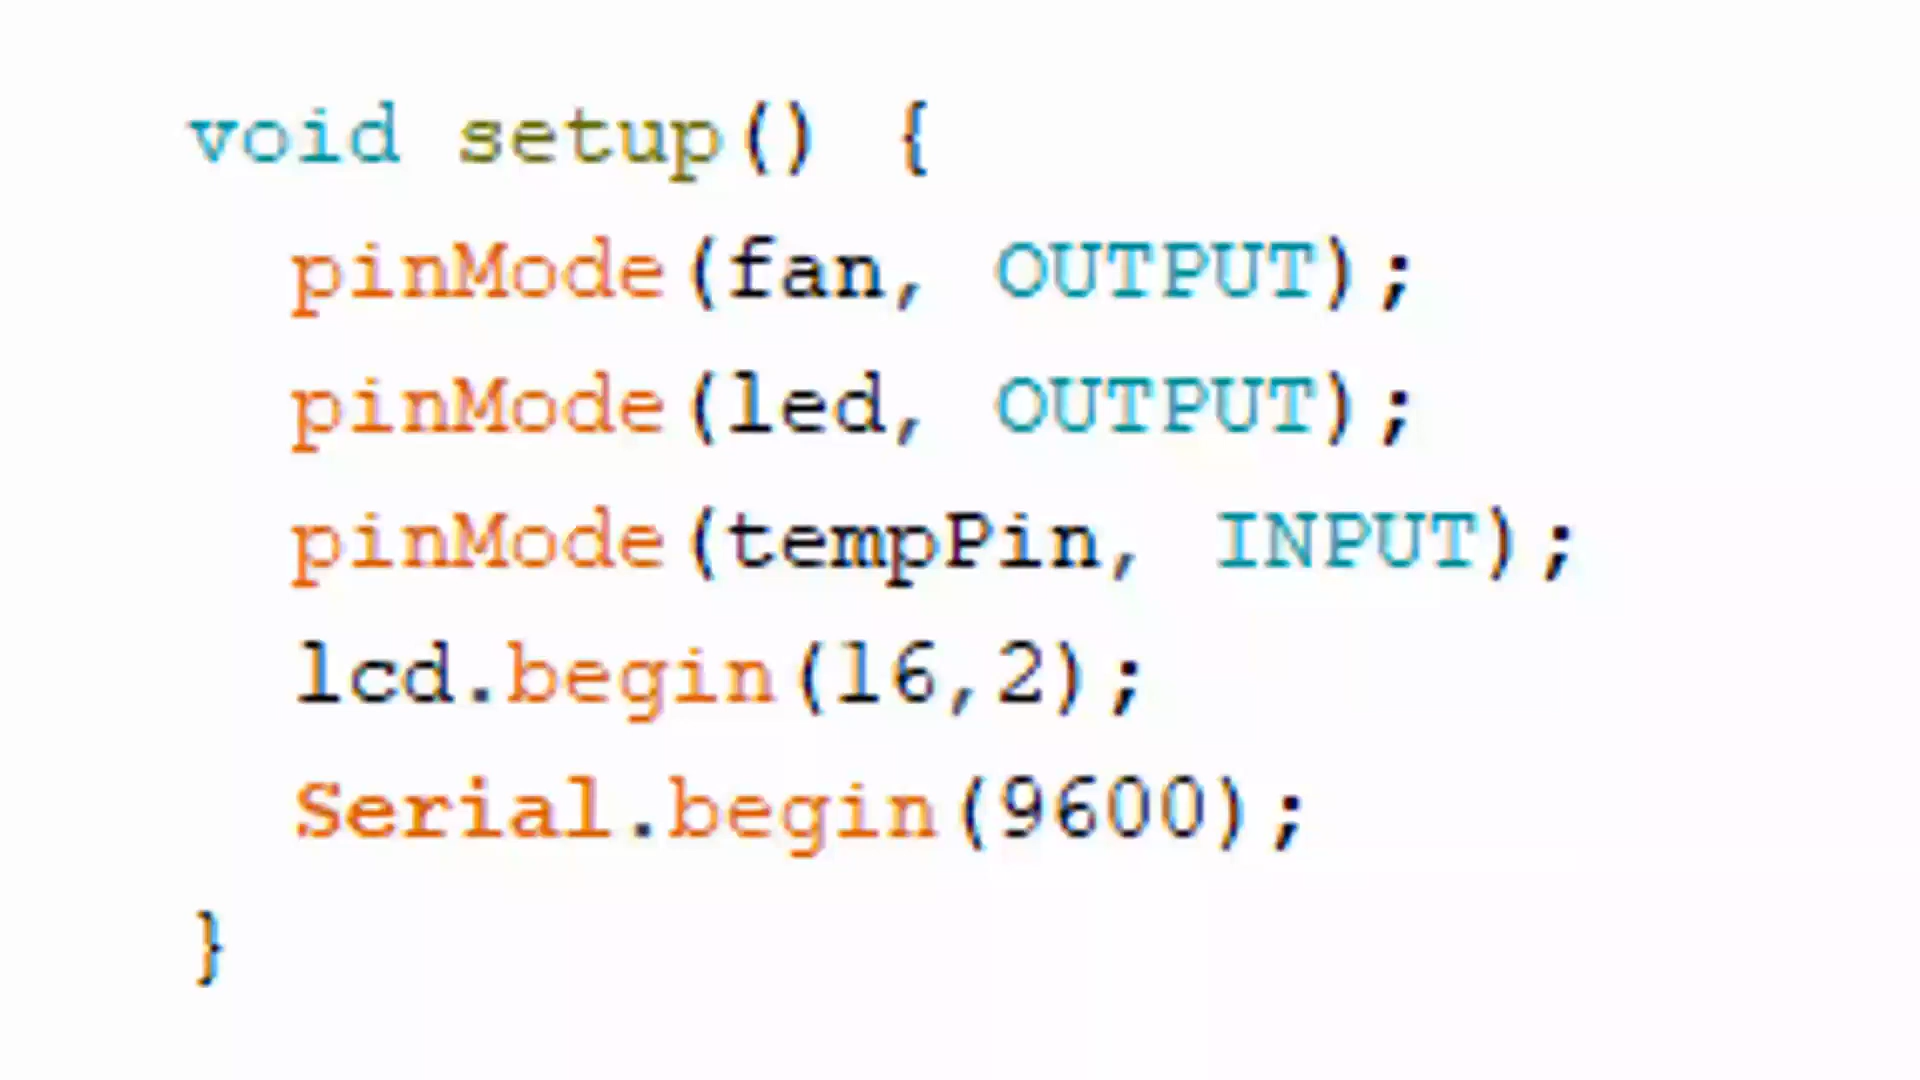 void setup() {
  pinMode(fan, OUTPUT);
  pinMode(led, OUTPUT);
  pinMode(tempPin, INPUT);
  lcd.begin(16,2);
  Serial.begin(9600);
}